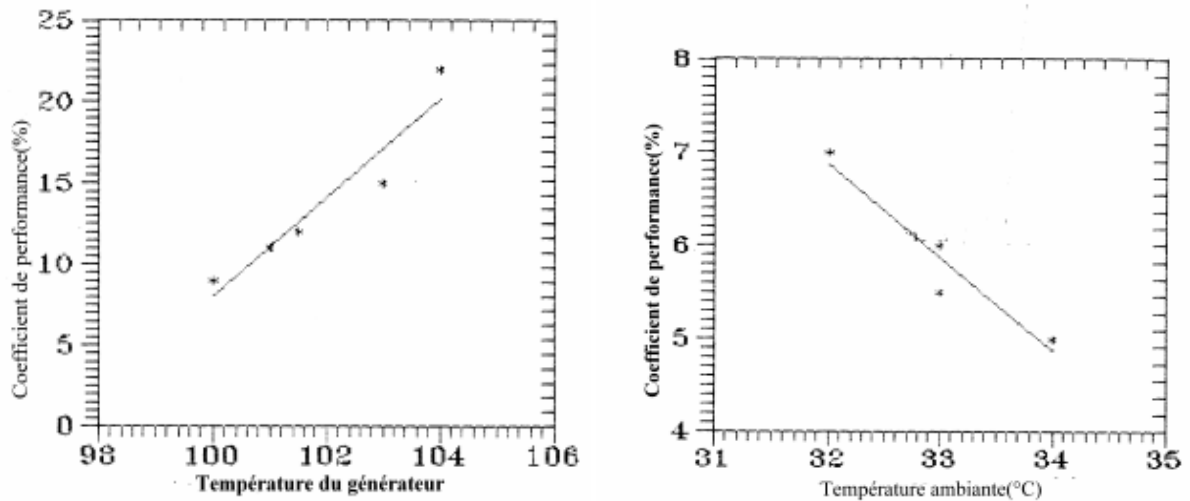 25
20
15
10
5
0
98 100 102 104 106
Coefficient de performance(%)
Température du générateur
8
7
6
5
4
31 32 33 34 35
Coefficient de performance(%)
Température ambiante(°C)